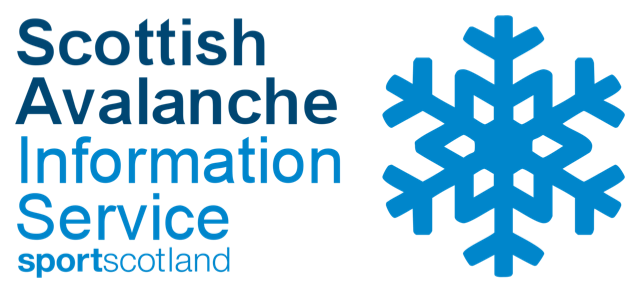 Scottish
Avalanche
Information
Service
sportscotland